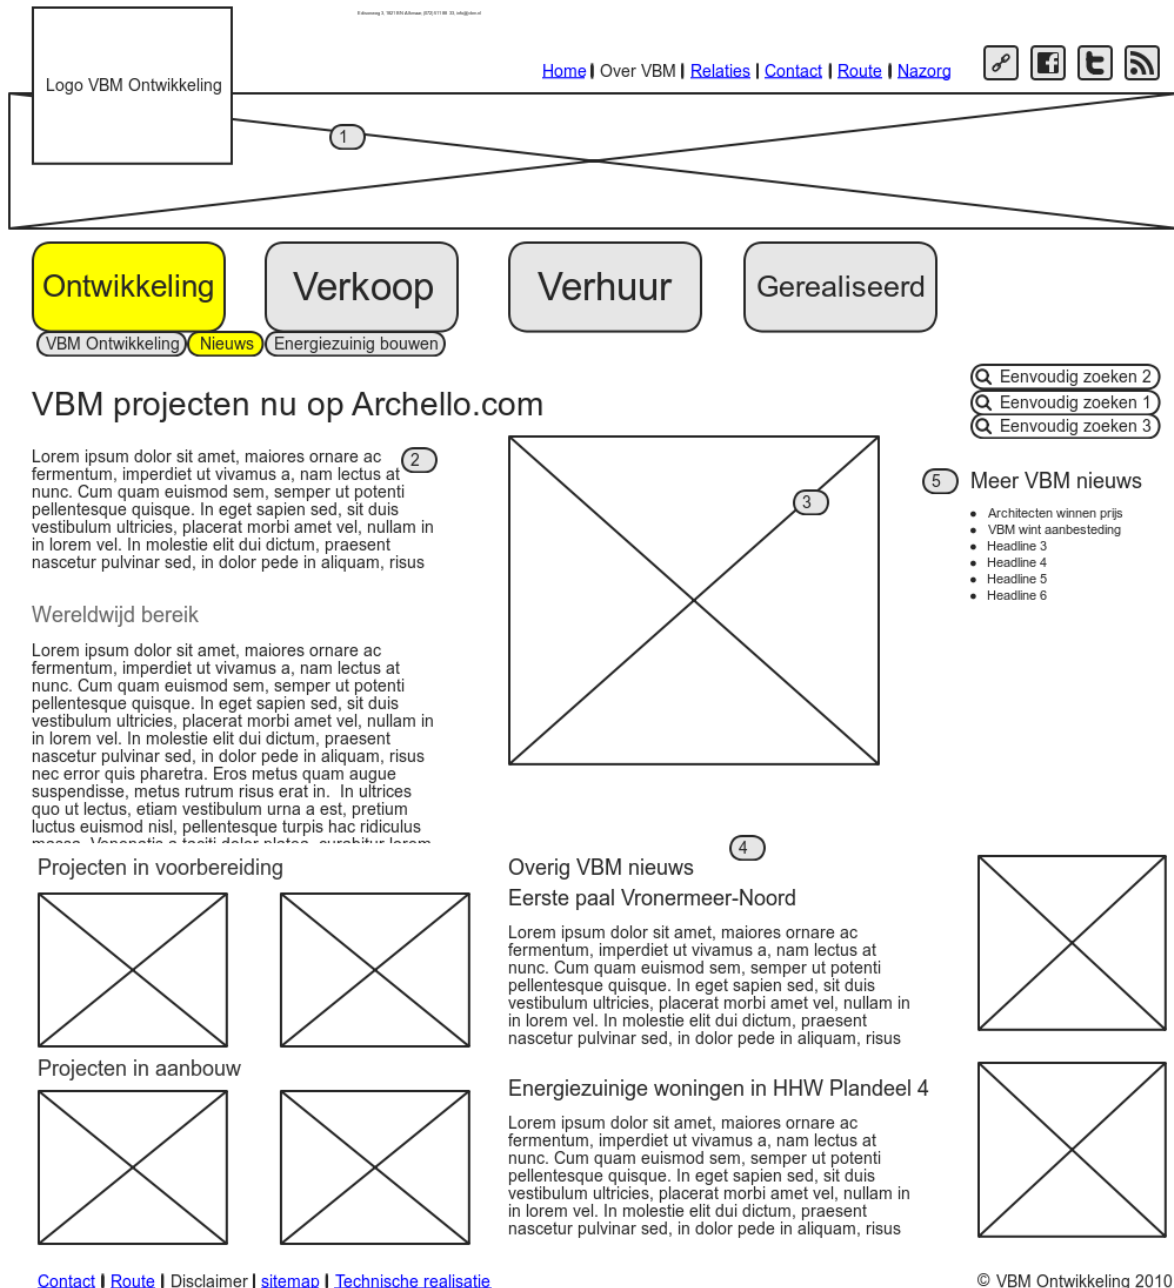 Logo VBM Ontwikkeling
Home | Over VBM | Relaties | Contact | Route | Nazorg
1
Ontwikkeling
Verkoop
Verhuur
Gerealiseerd
VBM Ontwikkeling
Nieuws
Energiezuinig bouwen
Eenvoudig zoeken 2
Eenvoudig zoeken 1
Eenvoudig zoeken 3
VBM projecten nu op Archello.com
Lorem ipsum dolor sit amet, maiores ornare ac
fermentum, imperdiet ut vivamus a, nam lectus at
nunc. Cum quam euismod sem, semper ut potenti
pellentesque quisque. In eget sapien sed, sit duis
vestibulum ultricies, placerat morbi amet vel, nullam in
in lorem vel. In molestie elit dui dictum, praesent
nascetur pulvinar sed, in dolor pede in aliquam, risus
2
3
5
Meer VBM nieuws
Architecten winnen prijs
VBM wint aanbesteding
Headline 3
Headline 4
Headline 5
Headline 6
Wereldwijd bereik
Lorem ipsum dolor sit amet, maiores ornare ac
fermentum, imperdiet ut vivamus a, nam lectus at
nunc. Cum quam euismod sem, semper ut potenti
pellentesque quisque. In eget sapien sed, sit duis
vestibulum ultricies, placerat morbi amet vel, nullam in
in lorem vel. In molestie elit dui dictum, praesent
nascetur pulvinar sed, in dolor pede in aliquam, risus
nec error quis pharetra. Eros metus quam augue
suspendisse, metus rutrum risus erat in.  In ultrices
quo ut lectus, etiam vestibulum urna a est, pretium
luctus euismod nisl, pellentesque turpis hac ridiculus
massa. Venenatis a taciti dolor platea, curabitur lorem
Projecten in voorbereiding
Projecten in aanbouw
4
Overig VBM nieuws
Eerste paal Vronermeer-Noord
Lorem ipsum dolor sit amet, maiores ornare ac
fermentum, imperdiet ut vivamus a, nam lectus at
nunc. Cum quam euismod sem, semper ut potenti
pellentesque quisque. In eget sapien sed, sit duis
vestibulum ultricies, placerat morbi amet vel, nullam in
in lorem vel. In molestie elit dui dictum, praesent
nascetur pulvinar sed, in dolor pede in aliquam, risus
Energiezuinige woningen in HHW Plandeel 4
Lorem ipsum dolor sit amet, maiores ornare ac
fermentum, imperdiet ut vivamus a, nam lectus at
nunc. Cum quam euismod sem, semper ut potenti
pellentesque quisque. In eget sapien sed, sit duis
vestibulum ultricies, placerat morbi amet vel, nullam in
in lorem vel. In molestie elit dui dictum, praesent
nascetur pulvinar sed, in dolor pede in aliquam, risus
Contact | Route | Disclaimer | sitemap | Technische realisatie
© VBM Ontwikkeling 2010